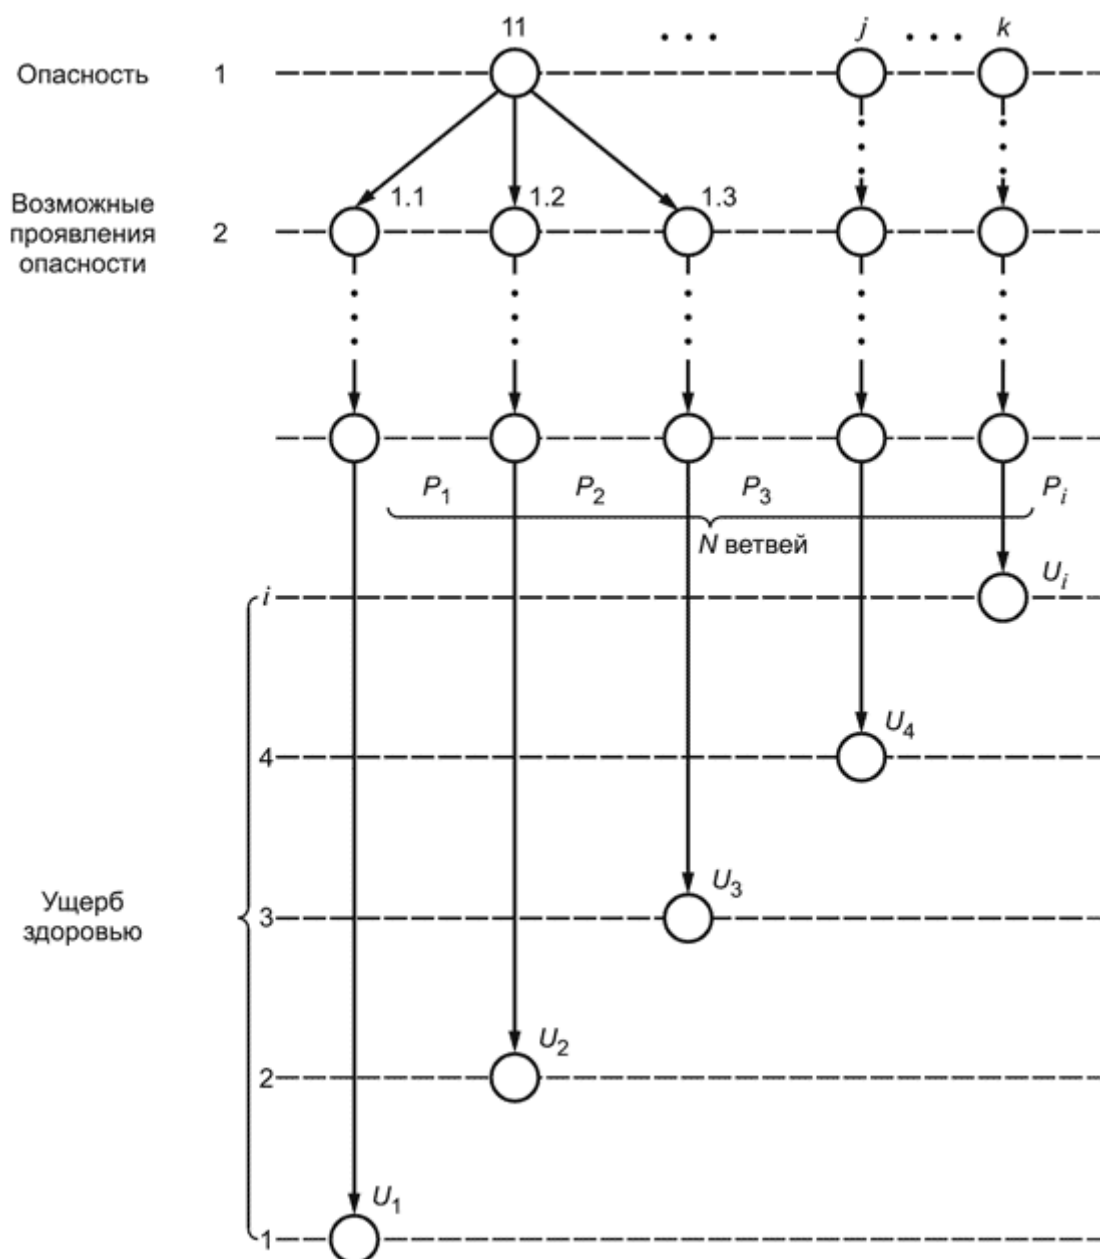 11 . . . j . . . k
Опасность 1
1.1 1.2 1.3
Возможные
проявления 2
опасности
P1 P2 P3 Pi
N ветвей
Ui
i
U4
4
U3
Ущерб
3
здоровью
U2
2
U1
1